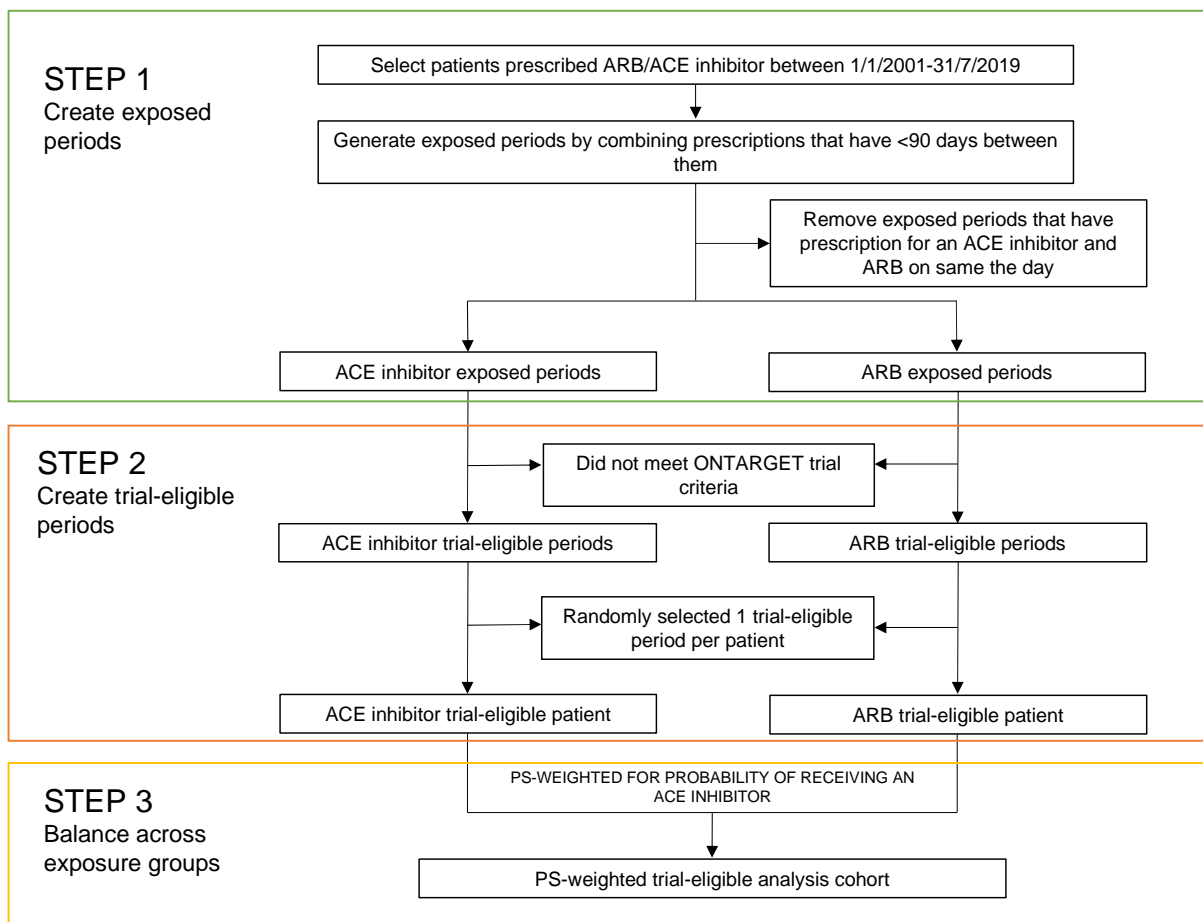 STEP 1
Create exposed
periods
Select patients prescribed ARB/ACE inhibitor between 1/1/2001-31/7/2019
Generate exposed periods by combining prescriptions that have <90 days between
them
Remove exposed periods that have
prescription for an ACE inhibitor and
ARB on same the day
ACE inhibitor exposed periods
ARB exposed periods
STEP 2
Create trial-eligible
periods
Did not meet ONTARGET trial
criteria
ACE inhibitor trial-eligible periods
ARB trial-eligible periods
Randomly selected 1 trial-eligible
period per patient
ACE inhibitor trial-eligible patient
ARB trial-eligible patient
STEP 3
Balance across
exposure groups
PS-WEIGHTED FOR PROBABILITY OF RECEIVING AN
ACE INHIBITOR
PS-weighted trial-eligible analysis cohort